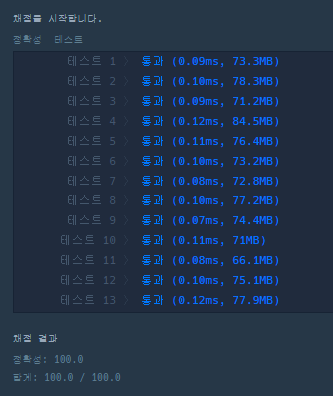 채점을 시작합니다.
정확성 테스트
테스트 1 〉 통과 (0.09ms, 73.3MB)
테스트 2 〉 통과 (0.10ms, 78.3MB)
테스트 3 〉 통과 (0.09ms, 71.2MB)
테스트 4 〉 통과 (0.12ms, 84.5MB)
테스트 5 〉 통과 (0.11ms, 76.4MB)
테스트 6 〉 통과 (0.10ms, 73.2MB)
테스트 7 〉 통과 (0.08ms, 72.8MB)
테스트 8 〉 통과 (0.10ms, 77.2MB)
테스트 9 〉 통과 (0.07ms, 74.4MB)
테스트 10 〉 통과 (0.11ms, 71MB)
테스트 11 〉 통과 (0.08ms, 66.1MB)
테스트 12 〉 통과 (0.10ms, 75.1MB)
테스트 13 〉 통과 (0.12ms, 77.9MB)
채점 결과
정확성: 100.0
합계: 100.0 / 100.0